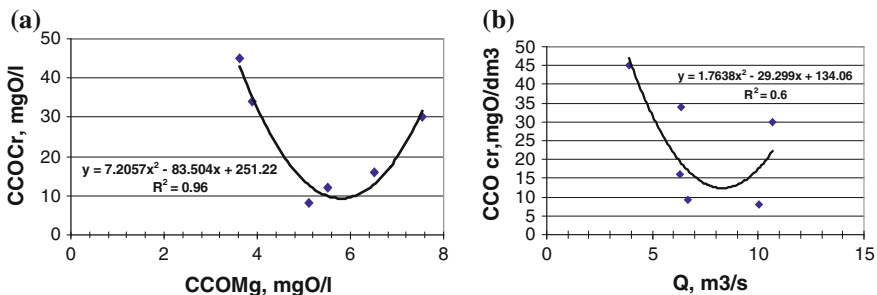 (a)
CCOCr, mgO/l
50
40
30
20
10
0
y = 7.2057x² - 83.504x + 251.22
R² = 0.96
0 2 4 6 8
CCOMg, mgO/l
(b)
CCO cr,mgO/dm3
50
45
40
35
30
25
20
15
10
5
0
y = 1.7638x² - 29.299x + 134.06
R² = 0.6
0 5 10 15
Q, m3/s